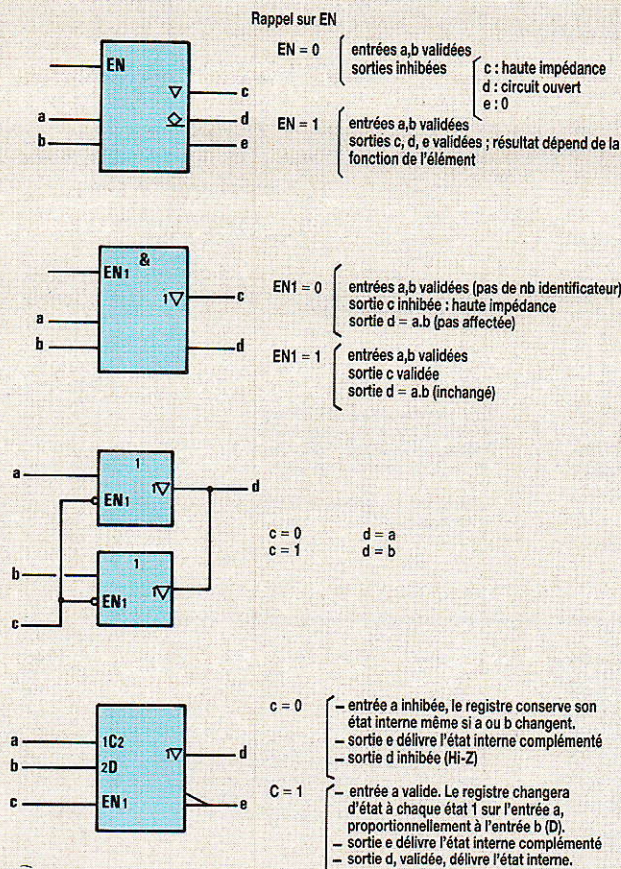 Rappel sur EN
EN
a
b
▽
c
d
e
EN = 0
entrées a,b validées
sorties inhibées
c : haute impédance
d : circuit ouvert
e : 0
EN = 1
entrées a,b validées
sorties c, d, e validées ; résultat dépend de la
fonction de l'élément
&
EN1
a
b
1▽
c
d
EN1 = 0
entrées a,b validées (pas de nb identificateur)
sortie c inhibée : haute impédance
sortie d = a.b (pas affectée)
EN1 = 1
entrées a,b validées
sortie c validée
sortie d = a.b (inchangé)
a
1
EN1
1▽
d
b
1
EN1
1▽
c
c = 0 d = a
c = 1 d = b
a
b
c
1C2
2D
EN1
1▽
d
e
c = 0
– entrée a inhibée, le registre conserve son
état interne même si a ou b changent.
– sortie e délivre l'état interne complémenté
– sortie d inhibée (Hi-Z)
C = 1
– entrée a valide. Le registre changera
d'état à chaque état 1 sur l'entrée a,
proportionnellement à l'entrée b (D).
– sortie e délivre l'état interne complémenté
– sortie d, validée, délivre l'état interne.